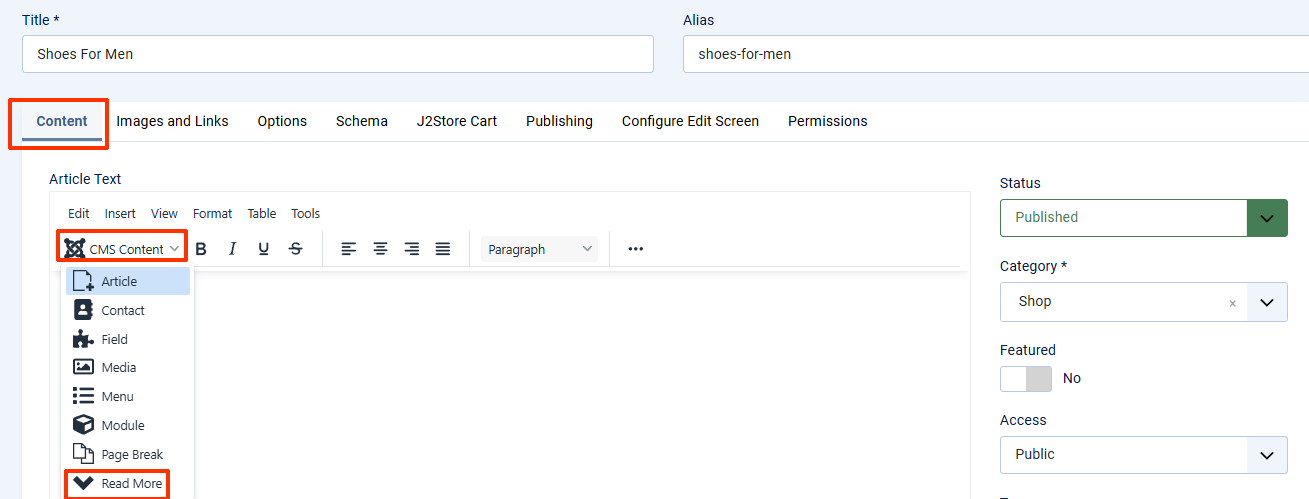 Title * Alias
Shoes For Men shoes-for-men
Content Images and Links Options Schema J2Store Cart Publishing Configure Edit Screen Permissions
Article Text
Edit Insert View Format Table Tools
CMS Content B I U S Paragraph
Article
Contact
Field
Media
Menu
Module
Page Break
Read More
Status
Published
Category *
Shop ×
Featured
No
Access
Public